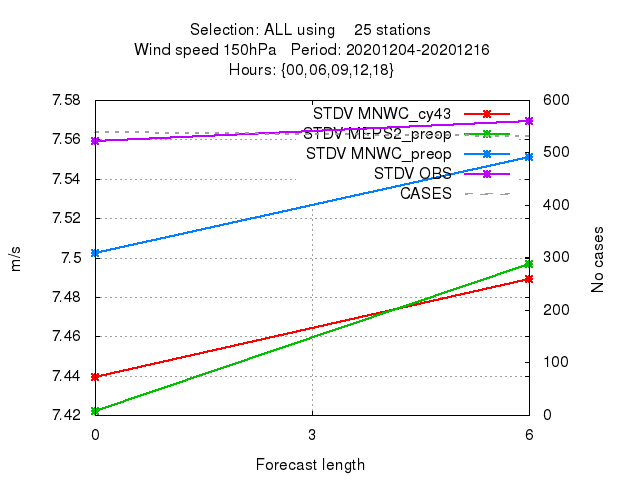 Selection: ALL using 25 stations
Wind speed 150hPa Period: 20201204-20201216
Hours: {00,06,09,12,18}
7.58
7.56
7.54
7.52
7.5
7.48
7.46
7.44
7.42
600
500
400
300
200
100
0
STDV MNWC_cy43
STDV MEPS2_preop
STDV MNWC_preop
STDV OBS
CASES
m/s
No cases
0 3 6
Forecast length